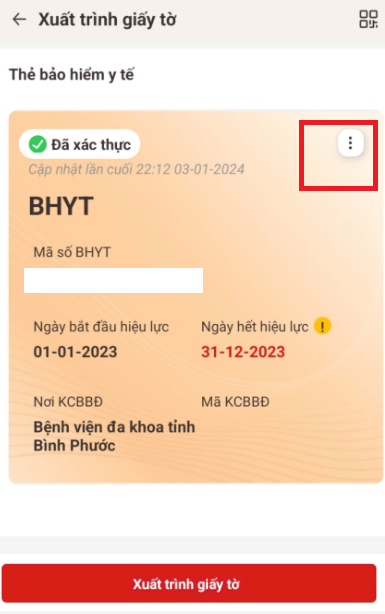 Xuất trình giấy tờ
Thẻ bảo hiểm y tế
Đã xác thực
Cập nhật lần cuối 22:12 03-01-2024
BHYT
Mã số BHYT
Ngày bắt đầu hiệu lực
Ngày hết hiệu lực !
01-01-2023
31-12-2023
Nơi KCBBĐ
Mã KCBBĐ
Bệnh viện đa khoa tỉnh
Bình Phước
Xuất trình giấy tờ